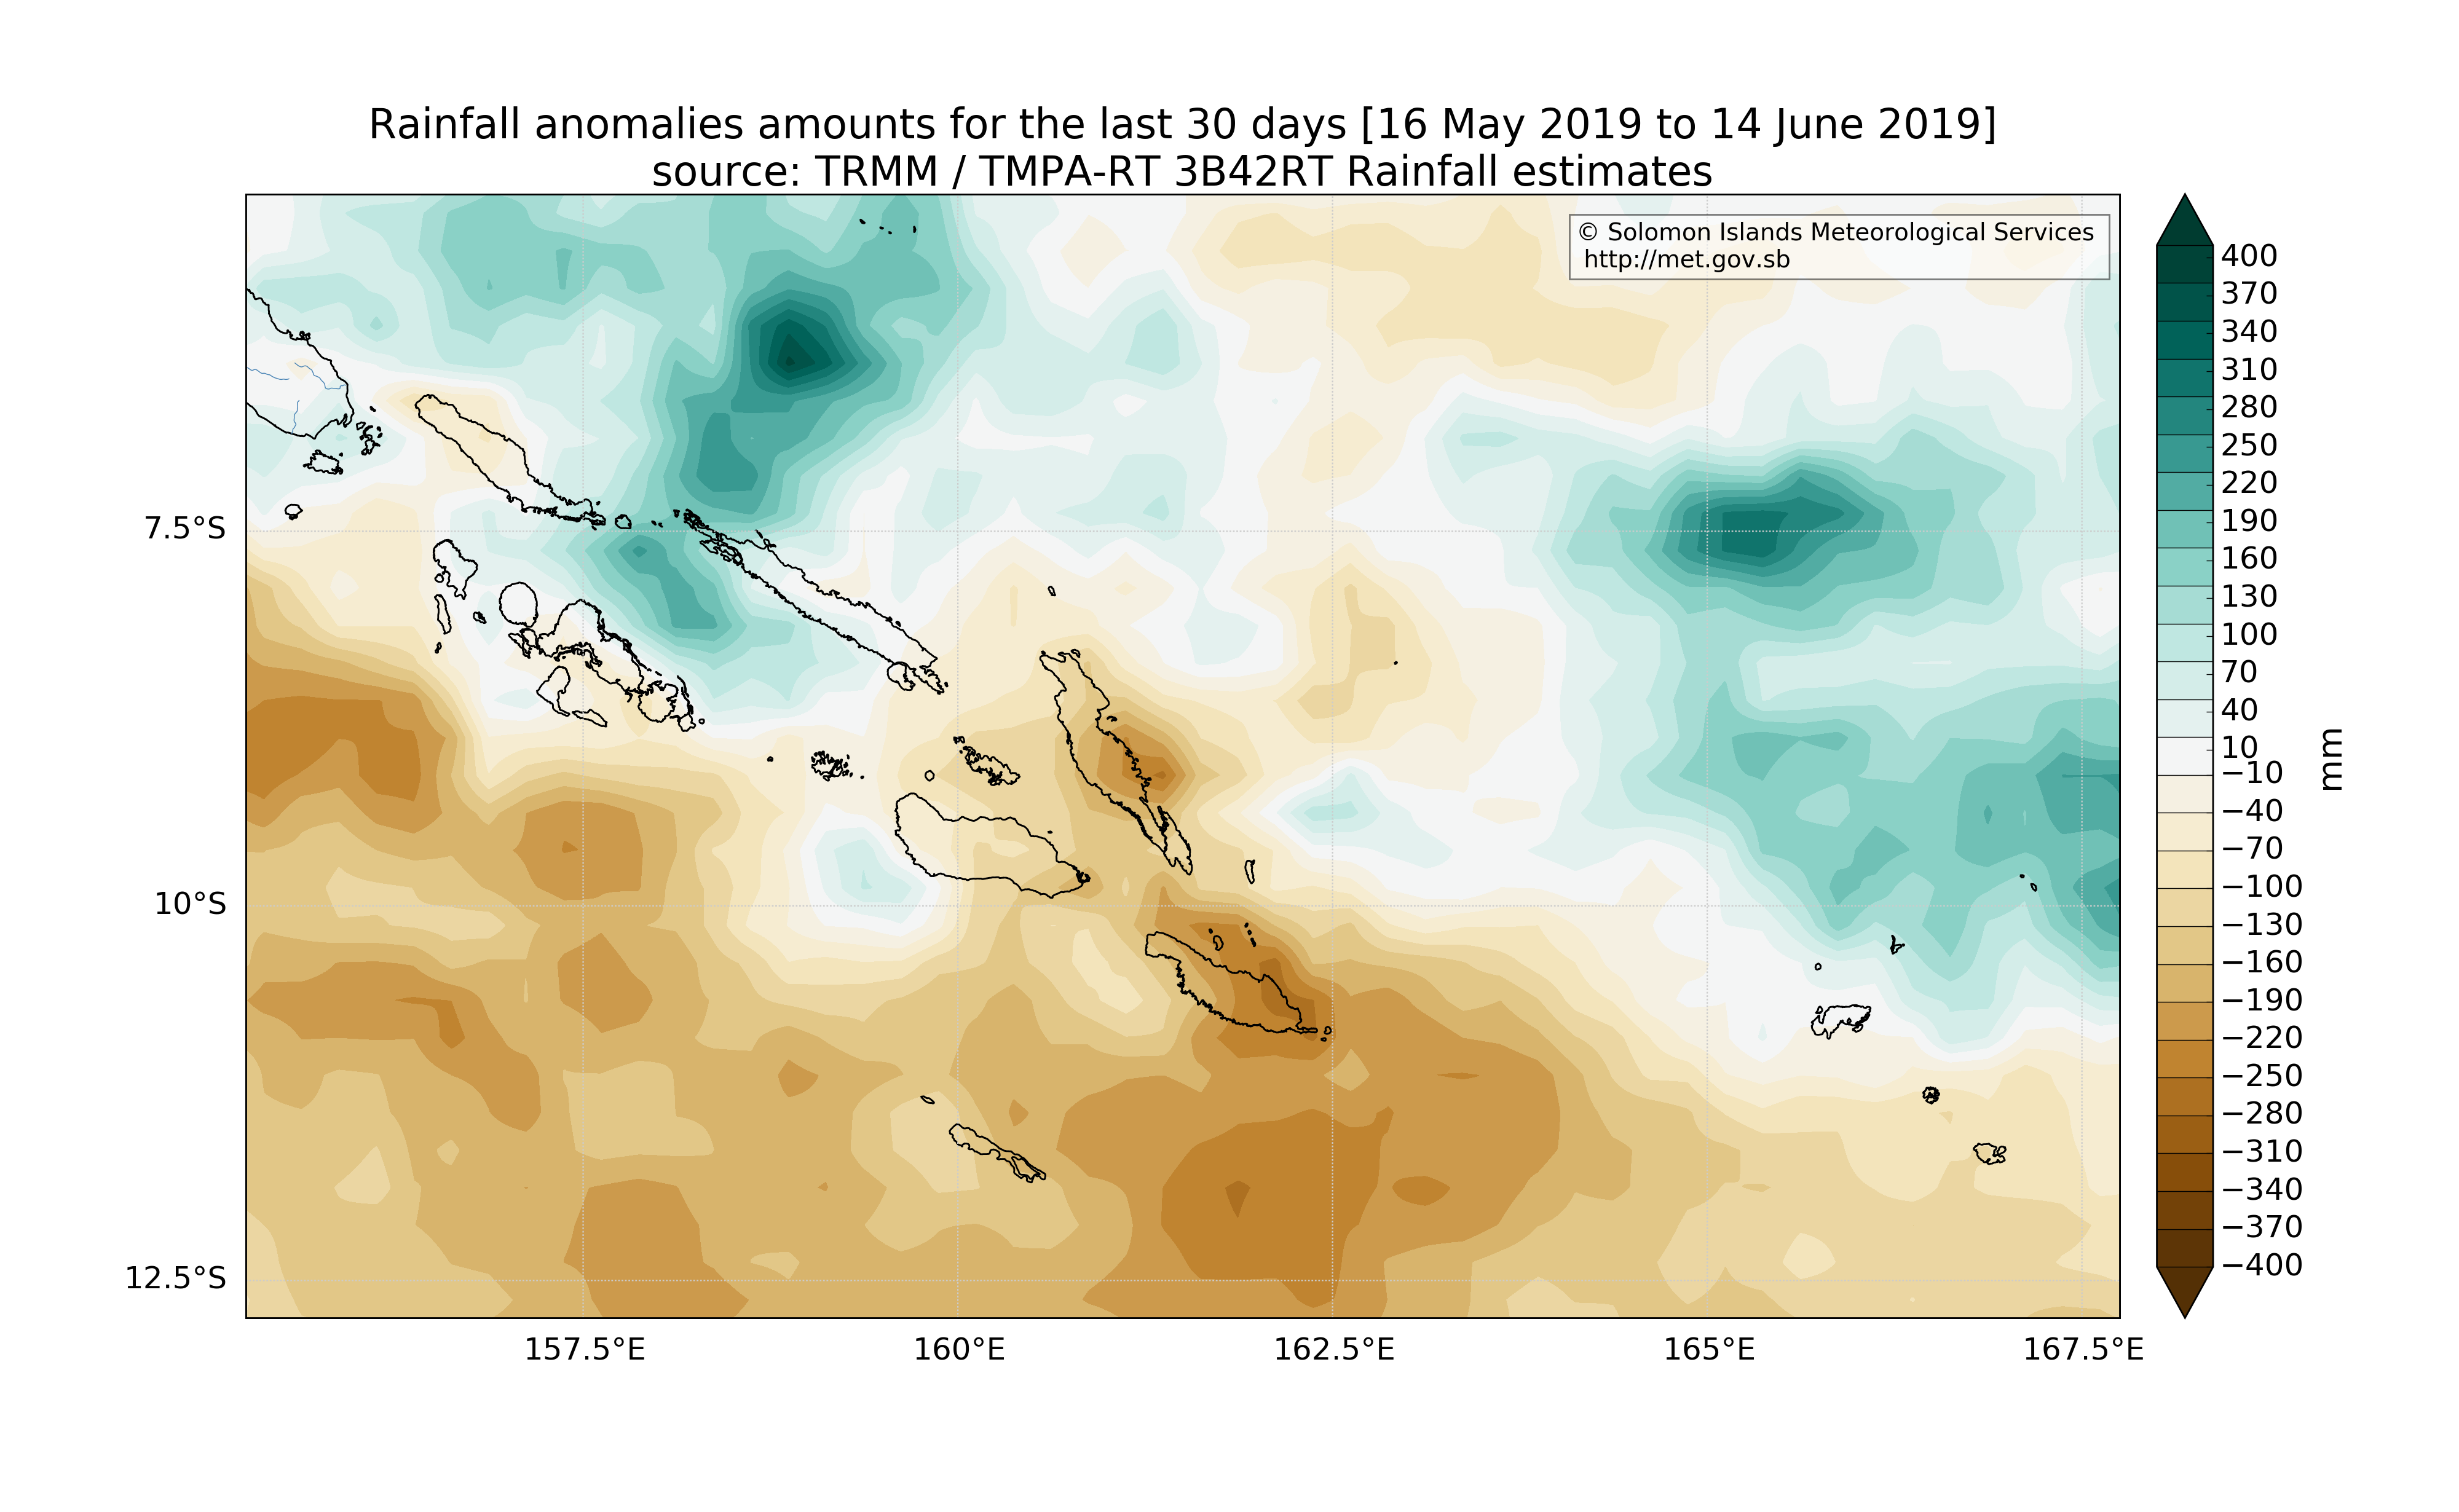 Rainfall anomalies amounts for the last 30 days [16 May 2019 to 14 June 2019]
source: TRMM / TMPA-RT 3B42RT Rainfall estimates
© Solomon Islands Meteorological Services
http://met.gov.sb
7.5°S
10°S
12.5°S
157.5°E
160°E
162.5°E
165°E
167.5°E
400
370
340
310
280
250
220
190
160
130
100
70
40
10
−10
−40
−70
−100
−130
−160
−190
−220
−250
−280
−310
−340
−370
−400
mm